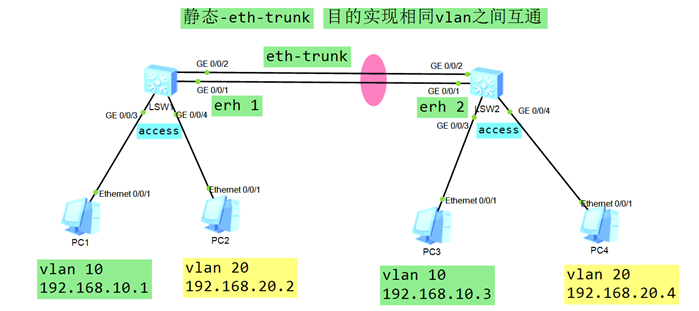 静态-eth-trunk 目的实现相同vlan之间互通
eth-trunk
GE 0/0/2
GE 0/0/2
GE 0/0/1
GE 0/0/1
erh 1
erh 2
LSW1
LSW2
GE 0/0/3
GE 0/0/4
GE 0/0/3
GE 0/0/4
access
access
Ethernet 0/0/1
Ethernet 0/0/1
Ethernet 0/0/1
Ethernet 0/0/1
PC1
PC2
PC3
PC4
vlan 10
192.168.10.1
vlan 20
192.168.20.2
vlan 10
192.168.10.3
vlan 20
192.168.20.4